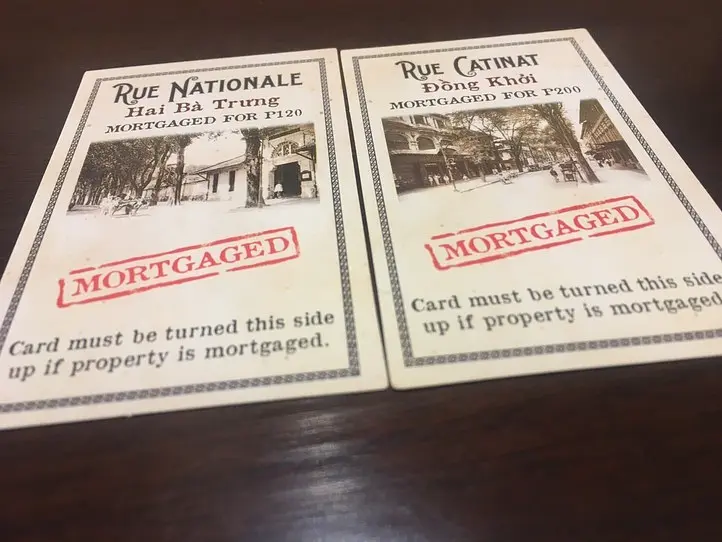 RUE NATIONALE
Hai Bà Trưng
MORTGAGED FOR P120
MORTGAGED
Card must be turned this side
up if property is mortgaged.
RUE CATINAT
Đồng Khởi
MORTGAGED FOR P200
MORTGAGED
Card must be turned this side
up if property is mortgaged